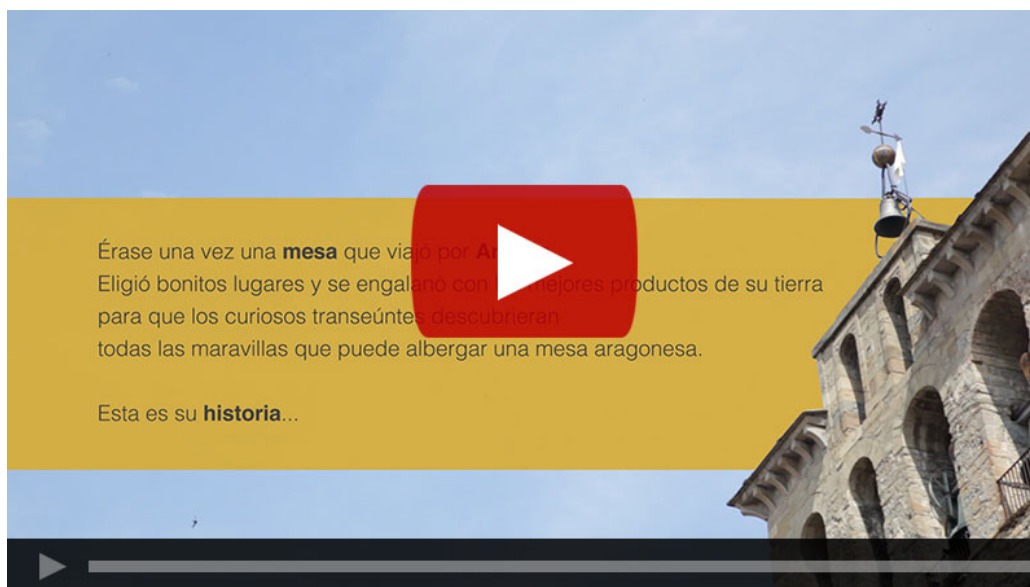 Érase una vez una mesa que viajó por
Eligió bonitos lugares y se engalanó con los mejores productos de su tierra
para que los curiosos transeúntes descubrieran
todas las maravillas que puede albergar una mesa aragonesa.
Esta es su historia...